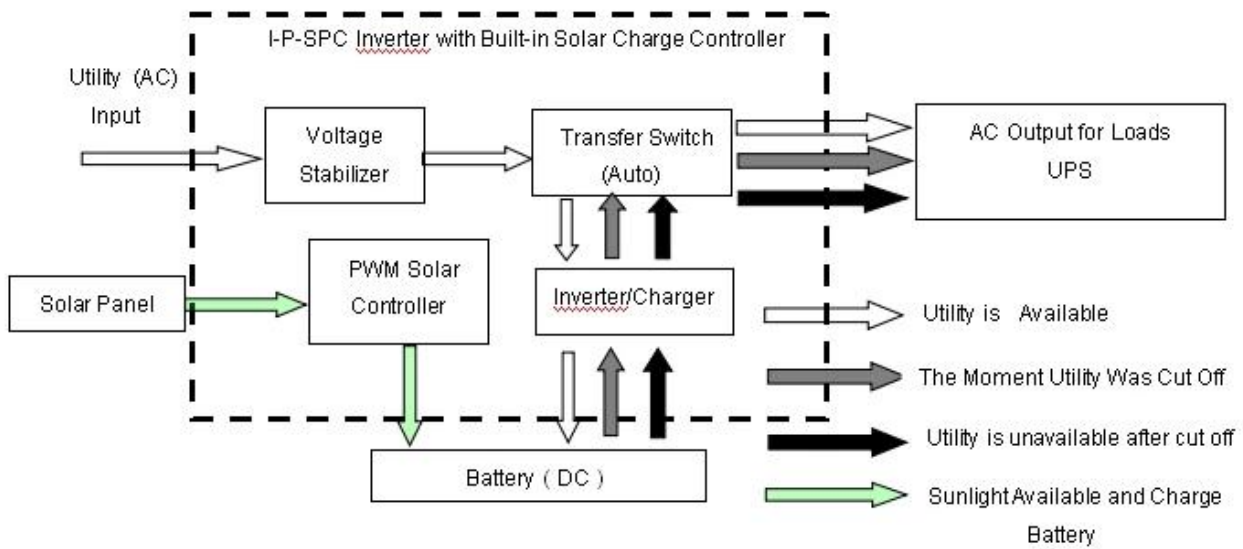 I-P-SPC Inverter with Built-in Solar Charge Controller
Utility (AC)
Input
Voltage
Stabilizer
Transfer Switch
(Auto)
AC Output for Loads
UPS
PWM Solar
Controller
Solar Panel
Inverter/Charger
Battery ( DC )
Utility is Available
The Moment Utility Was Cut Off
Utility is unavailable after cut off
Sunlight Available and Charge
Battery